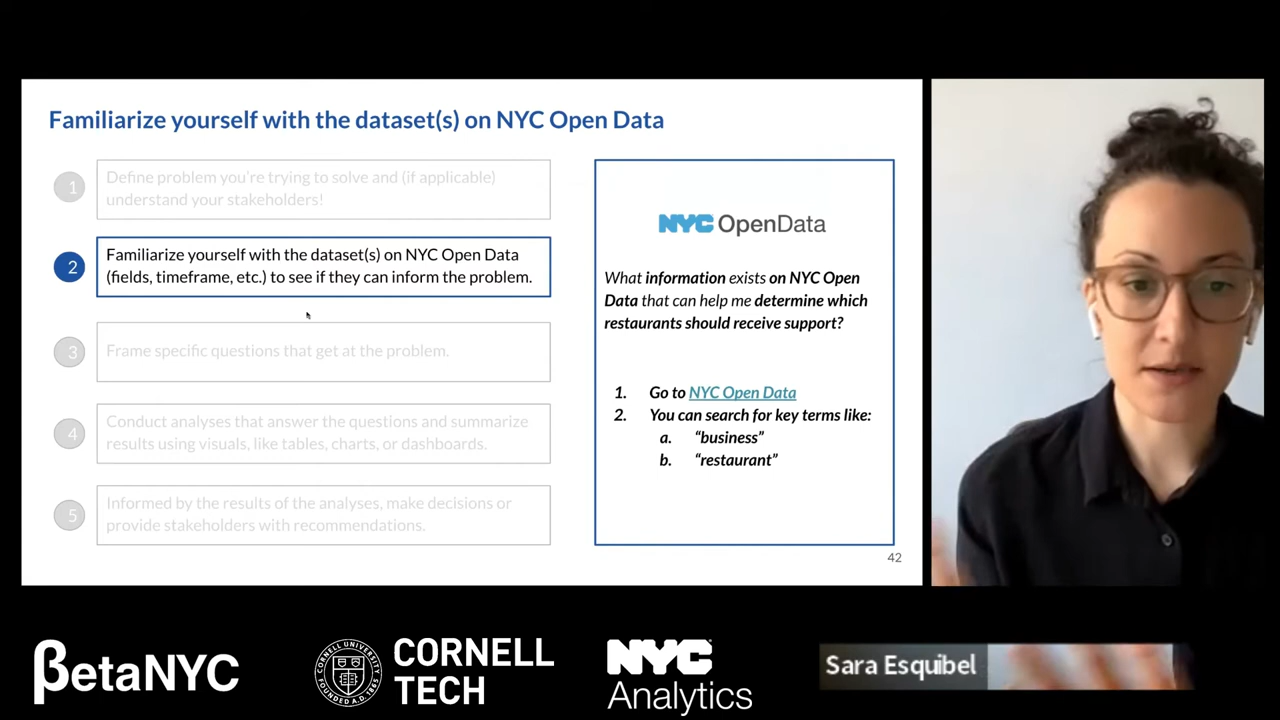 Familiarize yourself with the dataset(s) on NYC Open Data
1
Define problem you're trying to solve and (if applicable)
understand your stakeholders!
2
Familiarize yourself with the dataset(s) on NYC Open Data
(fields, timeframe, etc.) to see if they can inform the problem.
3
Frame specific questions that get at the problem.
4
Conduct analyses that answer the questions and summarize
results using visuals, like tables, charts, or dashboards.
5
Informed by the results of the analyses, make decisions or
provide stakeholders with recommendations.
NYC OpenData
What information exists on NYC Open
Data that can help me determine which
restaurants should receive support?
1. Go to NYC Open Data
2. You can search for key terms like:
a. “business”
b. “restaurant”
42
βetaNYC
CORNELL UNIVERSITY
FOUNDED A.D. 1865
CORNELL
TECH
NYC
Analytics
Sara Esquibel